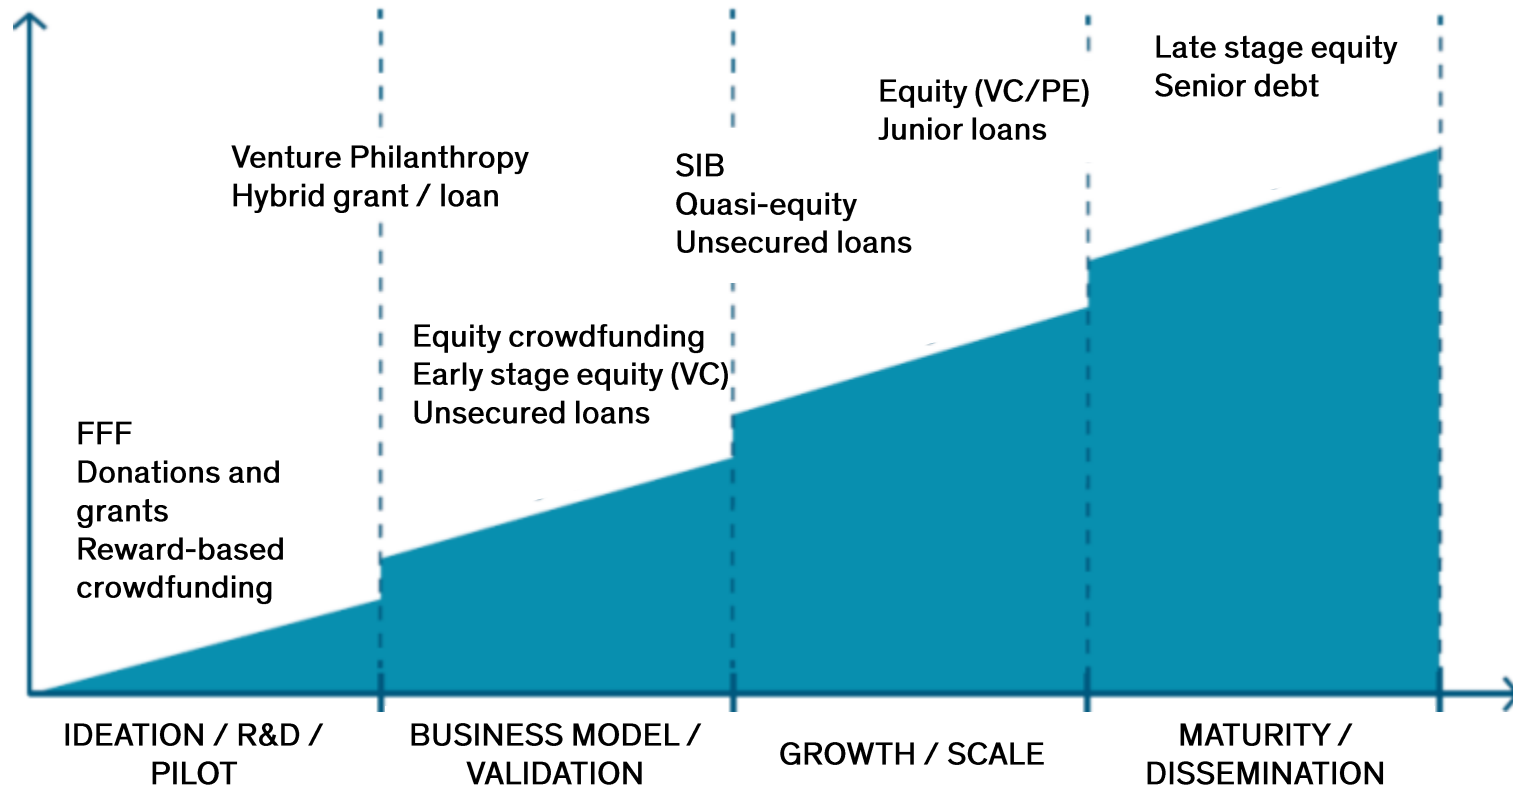 Late stage equity
Senior debt
Equity (VC/PE)
Junior loans
Venture Philanthropy
Hybrid grant / loan
SIB
Quasi-equity
Unsecured loans
Equity crowdfunding
Early stage equity (VC)
Unsecured loans
FFF
Donations and
grants
Reward-based
crowdfunding
IDEATION / R&D /
PILOT
BUSINESS MODEL /
VALIDATION
GROWTH / SCALE
MATURITY /
DISSEMINATION